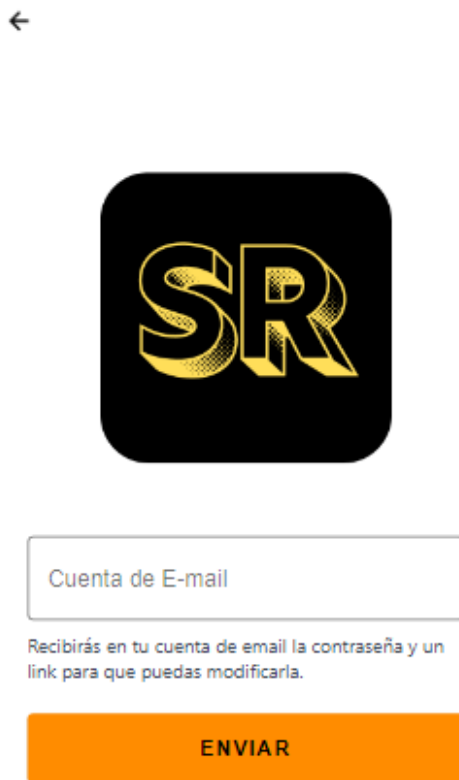 SR
Cuenta de E-mail
Recibirás en tu cuenta de email la contraseña y un
link para que puedas modificarla.
ENVIAR